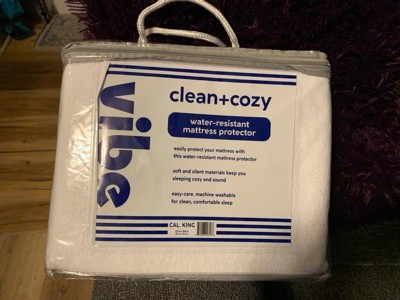 vibe
clean+cozy
water-resistant
mattress protector
easily protect your mattress with
this water-resistant mattress protector
soft and silent materials keep you
sleeping cozy and sound
easy-care, machine washable
for clean, comfortable sleep
CAL. KING